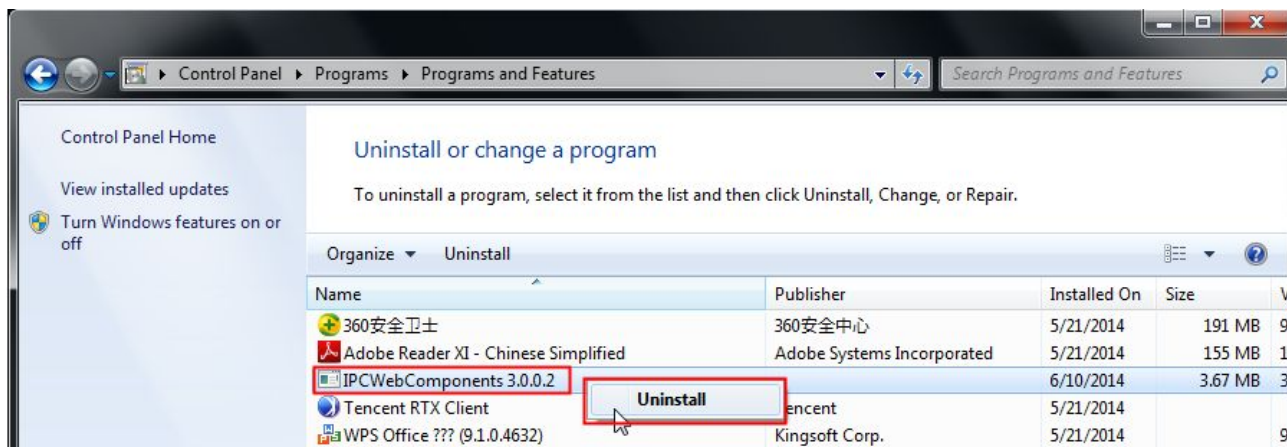 Control Panel ▸ Programs ▸ Programs and Features
Search Programs and Features
Control Panel Home
Uninstall or change a program
View installed updates
To uninstall a program, select it from the list and then click Uninstall, Change, or Repair.
Turn Windows features on or
off
Organize Uninstall
Name Publisher Installed On Size
360安全卫士 360安全中心 5/21/2014 191 MB 9
Adobe Reader XI - Chinese Simplified Adobe Systems Incorporated 5/21/2014 155 MB 1
IPCWebComponents 3.0.0.2 6/10/2014 3.67 MB 3
Uninstall
Tencent RTX Client encent 5/21/2014
WPS Office ??? (9.1.0.4632) Kingsoft Corp. 5/21/2014 9